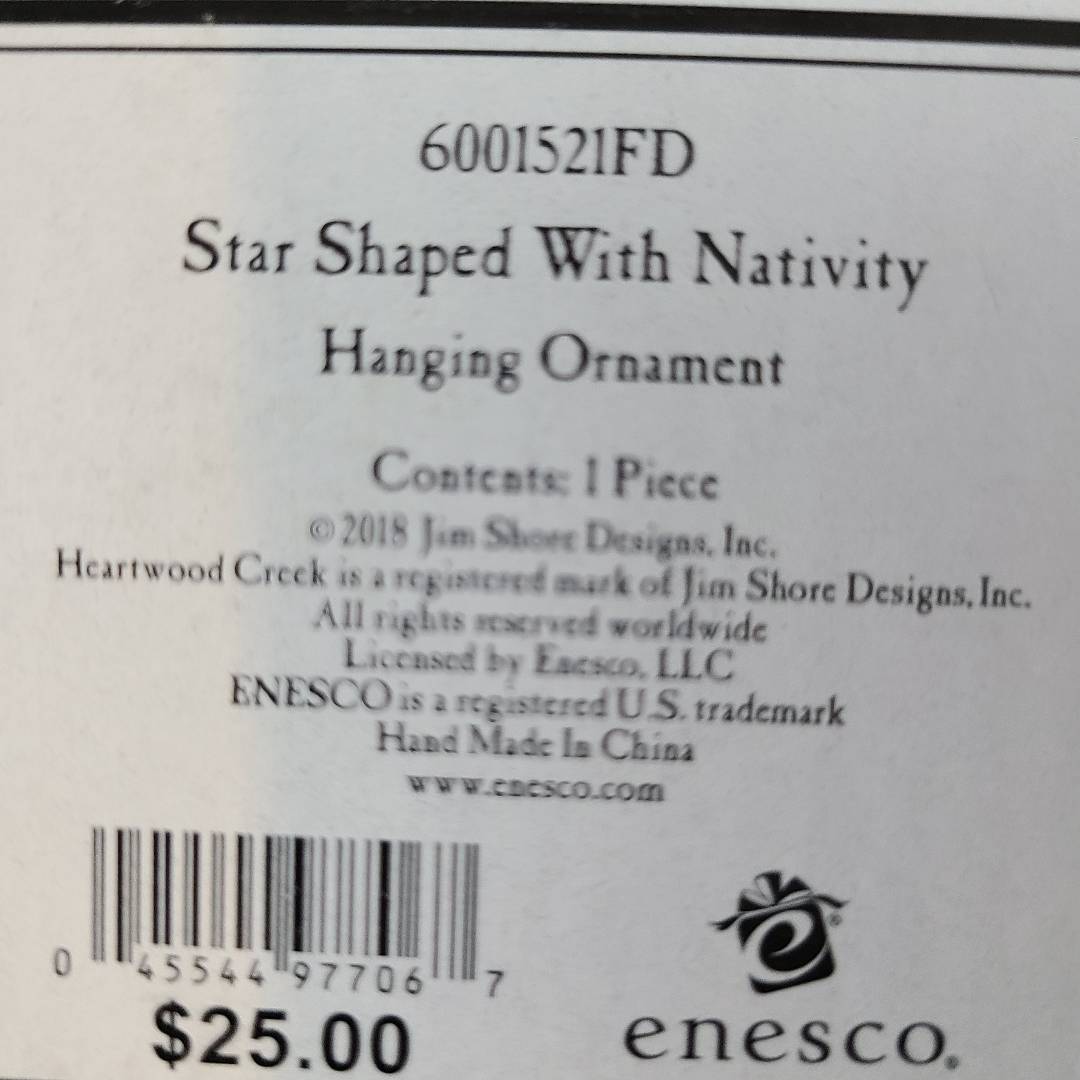 6001521FD
Star Shaped With Nativity
Hanging Ornament
Contents: 1 Piece
© 2018 Jim Shore Designs, Inc.
Heartwood Creek is a registered mark of Jim Shore Designs, Inc.
All rights reserved worldwide
Licensed by Enesco, LLC
ENESCO is a registered U.S. trademark
Hand Made In China
www.enesco.com
0 45544 97706 7
$25.00
e®
enesco®